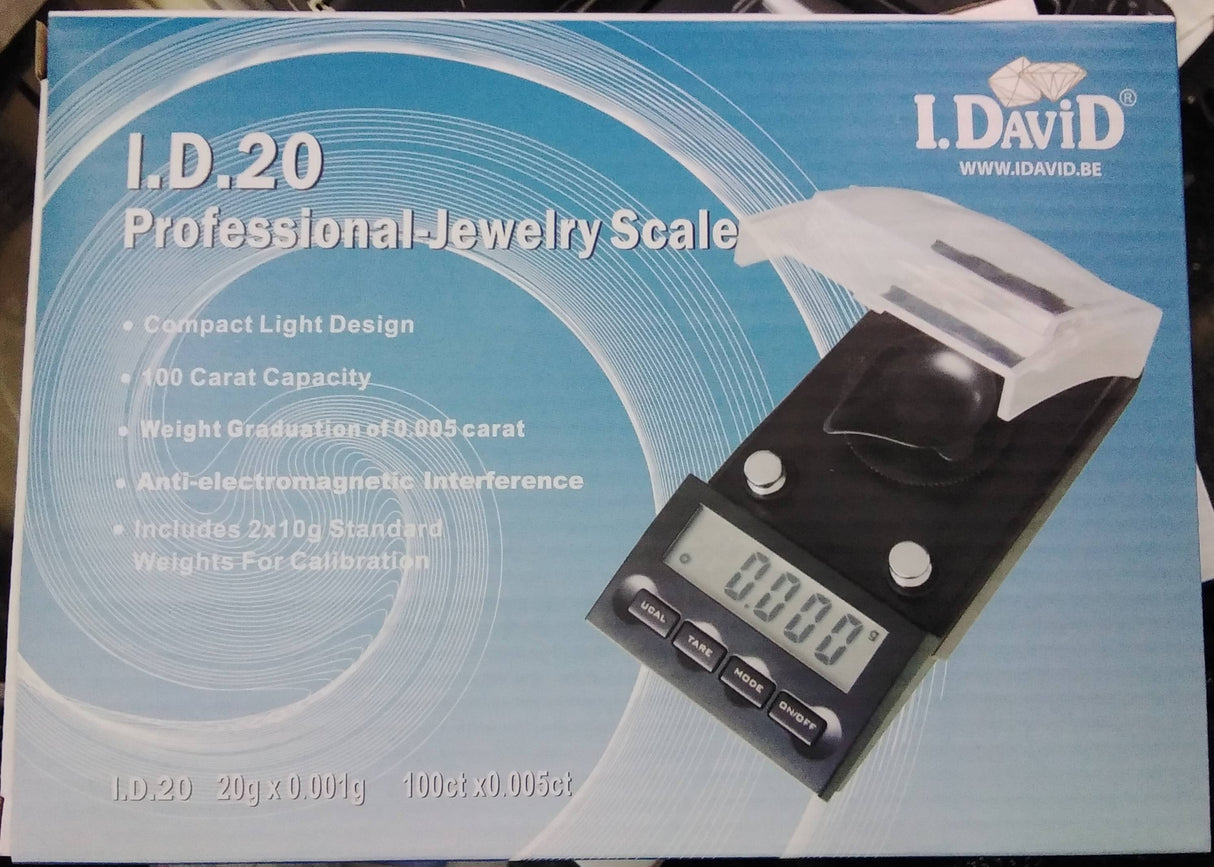 I.DAViD®
WWW.IDAVID.BE
I.D.20
Professional Jewelry Scale
• Compact Light Design
• 100 Carat Capacity
• Weight Graduation of 0.005 carat
• Anti-electromagnetic Interference
• Includes 2x10g Standard
Weights For Calibration
0.000 g
UCAL
TARE
MODE
ON/OFF
I.D.20 20g x 0.001g 100ct x0.005ct